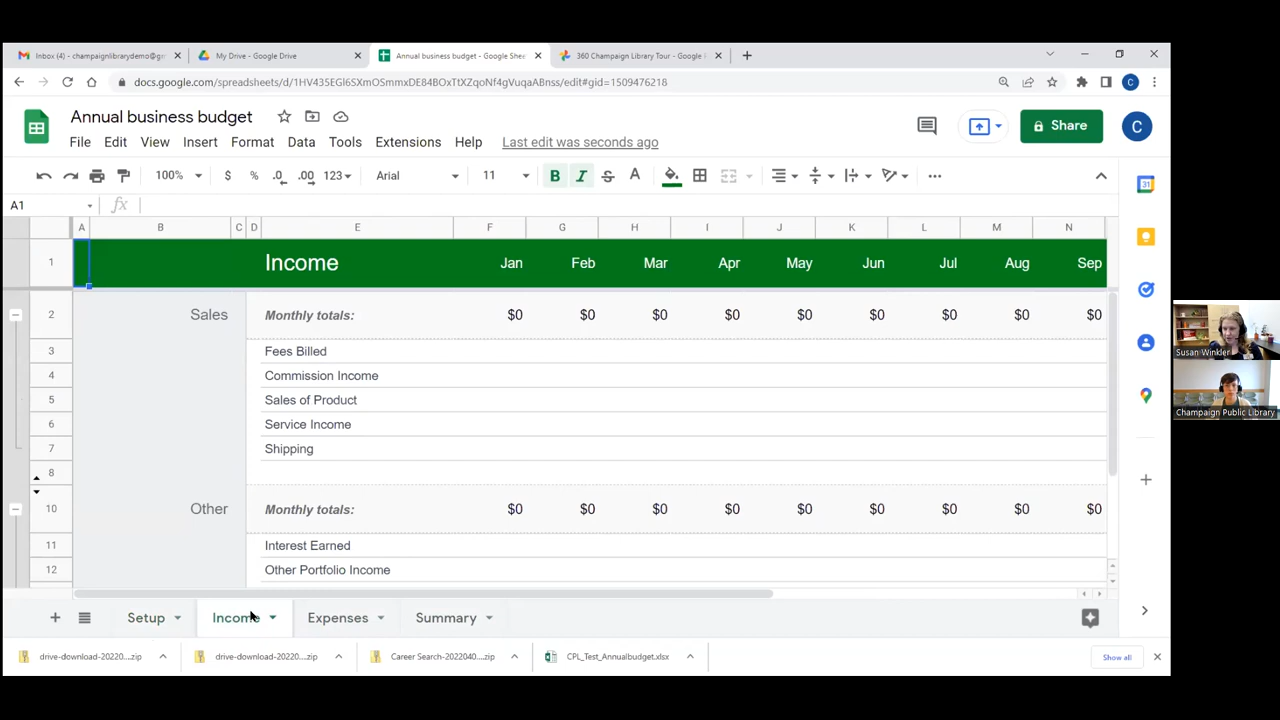 Inbox (4) - champaignlibrarydemo@gm
My Drive - Google Drive
Annual business budget - Google Shee
360 Champaign Library Tour - Google
docs.google.com/spreadsheets/d/1HV435EGl6SXmOSmmxDE84BOxTtXZqoNf4gVuqaABnss/edit#gid=1509476218
C
Annual business budget
File Edit View Insert Format Data Tools Extensions Help Last edit was seconds ago
Share
C
100% $ % .0 .00 123 Arial 11 B I S A
31
A1 fx
A B C D E F G H I J K L M N
1 Income Jan Feb Mar Apr May Jun Jul Aug Sep
2 Sales Monthly totals: $0 $0 $0 $0 $0 $0 $0 $0 $0
3 Fees Billed
4 Commission Income
5 Sales of Product
6 Service Income
7 Shipping
8
10 Other Monthly totals: $0 $0 $0 $0 $0 $0 $0 $0 $0
11 Interest Earned
12 Other Portfolio Income
Setup Income Expenses Summary
drive-download-20220....zip
drive-download-20220....zip
Career Search-2022040....zip
CPL_Test_Annualbudget.xlsx
Show all
Susan Winkler
Champaign Public Library